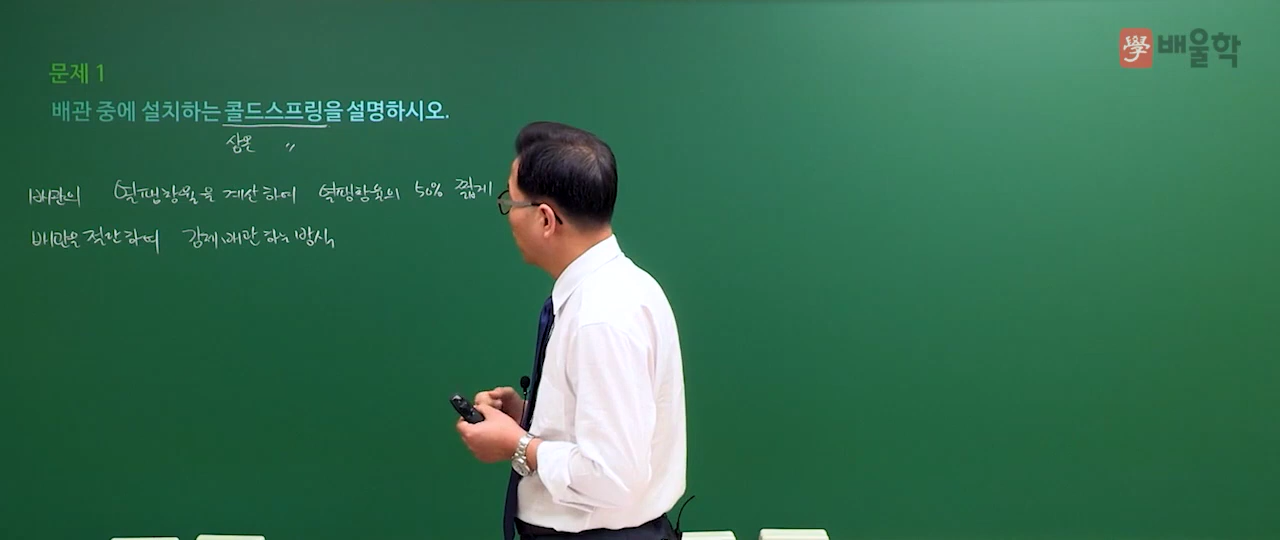 學 배울학
문제 1
배관 중에 설치하는 콜드스프링을 설명하시오.
상온 〃
배관의 열팽창을 계산하여 열팽창량의 50% 짧게
배관을 절단하여 강제배관 하는 방식